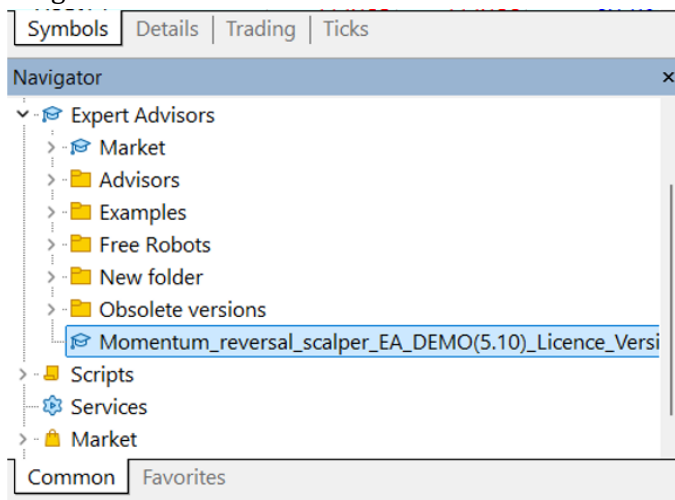 Symbols Details Trading Ticks
Navigator
Expert Advisors
Market
Advisors
Examples
Free Robots
New folder
Obsolete versions
Momentum_reversal_scalper_EA_DEMO(5.10)_Licence_Versi
Scripts
Services
Market
Common Favorites